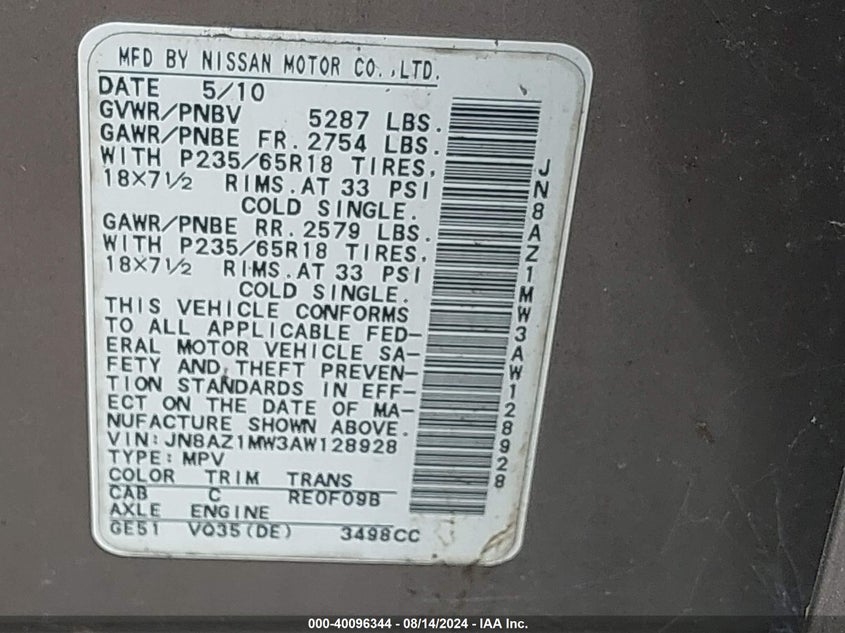 MFD BY NISSAN MOTOR CO.,LTD.
DATE 5/10
GVWR/PNBV 5287 LBS.
GAWR/PNBE FR. 2754 LBS.
WITH P235/65R18 TIRES,
18×7½ RIMS.AT 33 PSI
COLD SINGLE.
GAWR/PNBE RR. 2579 LBS.
WITH P235/65R18 TIRES.
18×7½ RIMS.AT 33 PSI
COLD SINGLE.
THIS VEHICLE CONFORMS
TO ALL APPLICABLE FED-
ERAL MOTOR VEHICLE SA-
FETY AND THEFT PREVEN-
TION STANDARDS IN EFF-
ECT ON THE DATE OF MA-
NUFACTURE SHOWN ABOVE.
VIN:JN8AZ1MW3AW128928
TYPE:MPV
COLOR TRIM TRANS
CAB C RE0F09B
AXLE ENGINE
GE51 VQ35(DE) 3498CC
JN8AZ1MW3AW128928
000-40096344 - 08/14/2024 - IAA Inc.